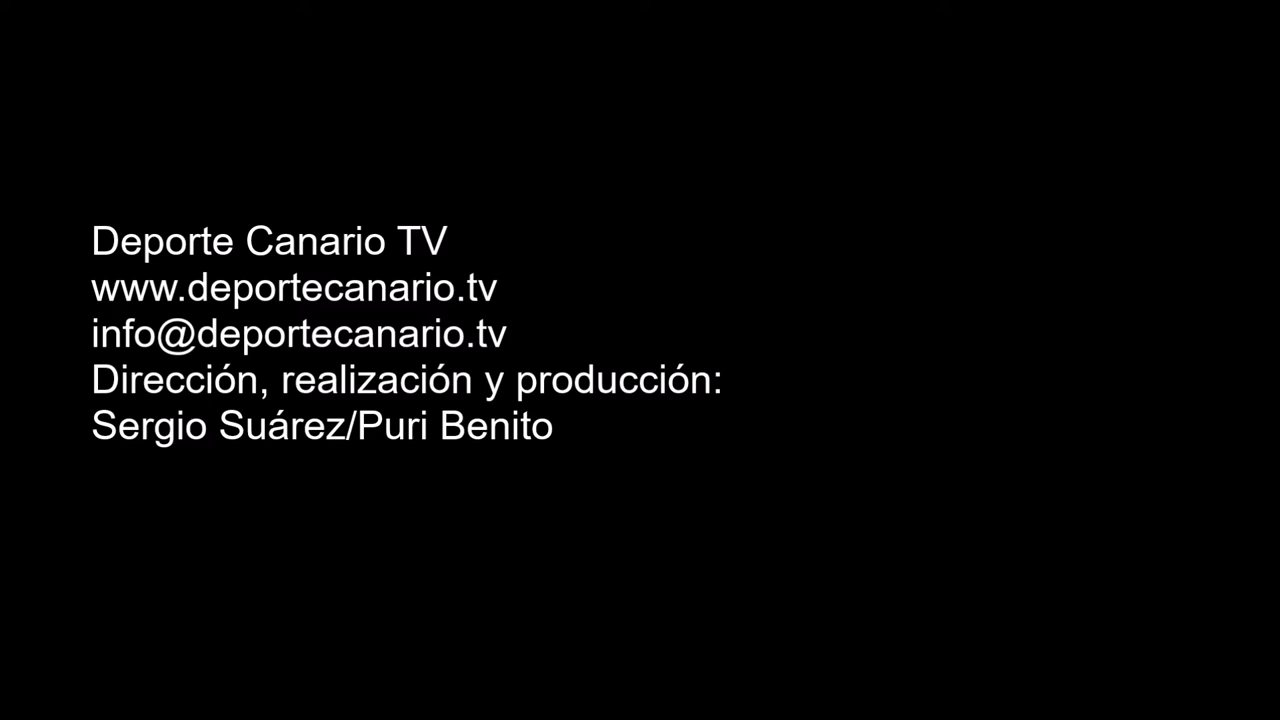 Deporte Canario TV
www.deportecanario.tv
info@deportecanario.tv
Dirección, realización y producción:
Sergio Suárez/Puri Benito